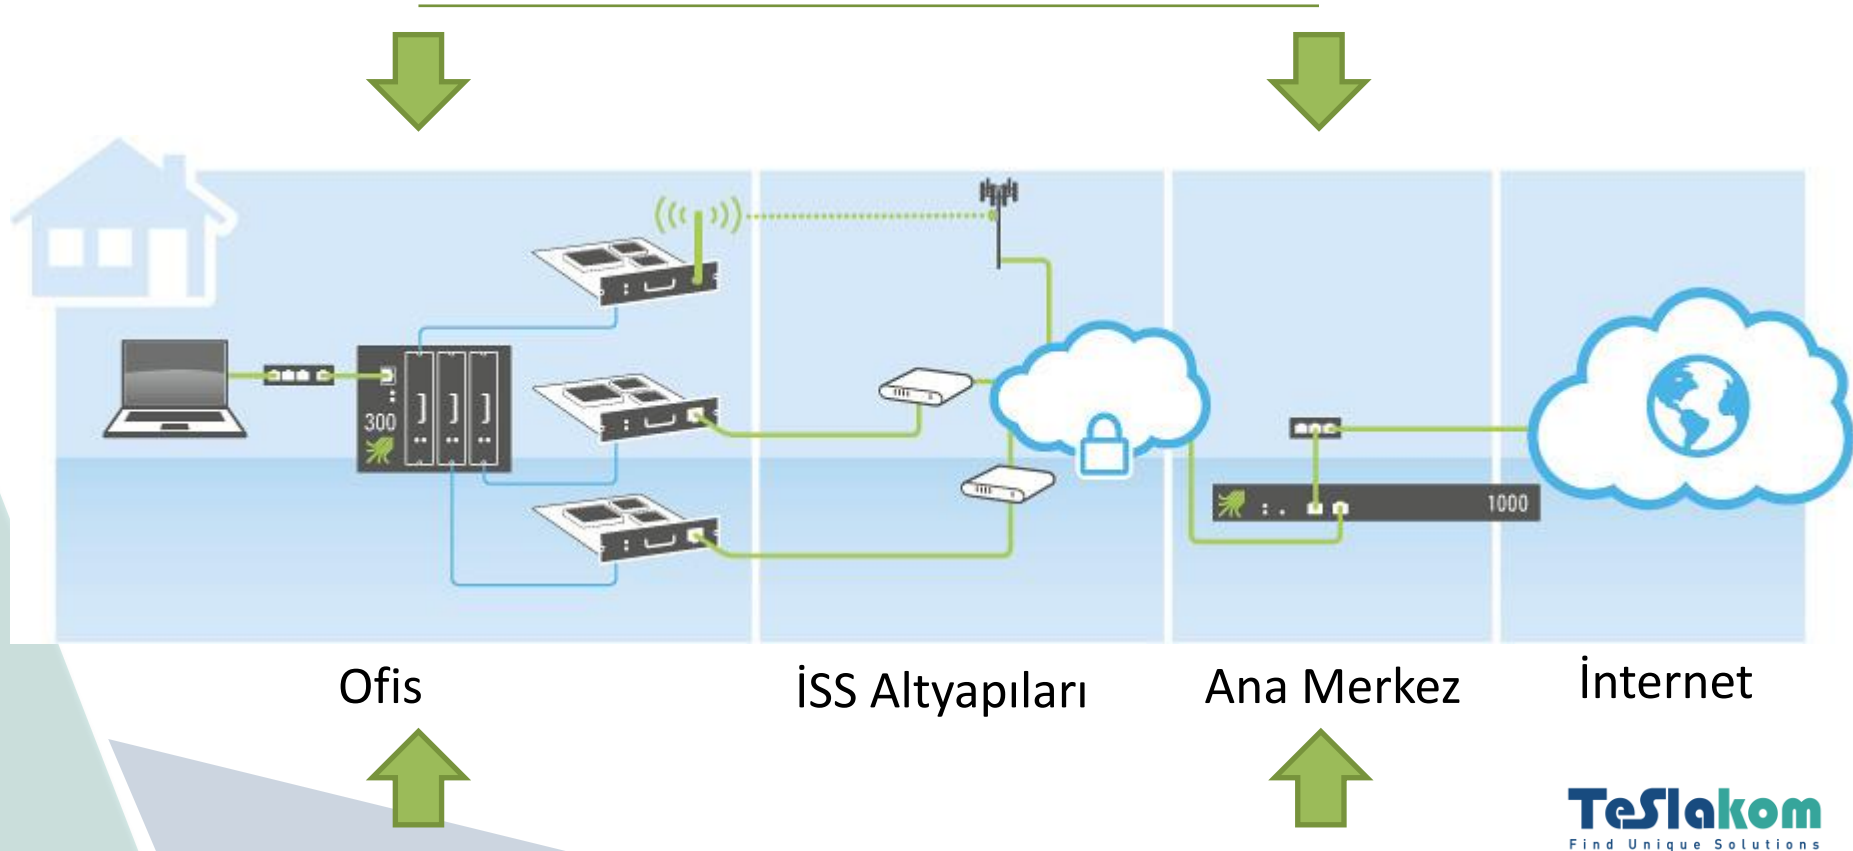 300
1000
Ofis
İSS Altyapıları
Ana Merkez
İnternet
Teslakom
Find Unique Solutions